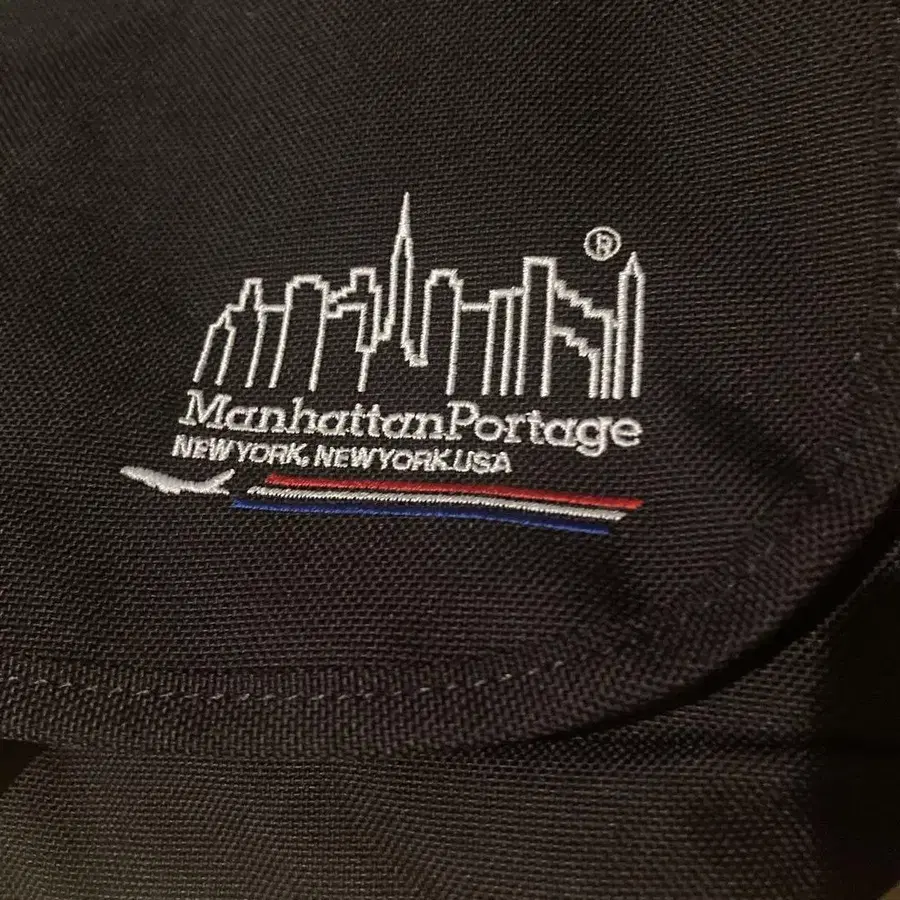 ®
ManhattanPortage
NEW YORK, NEW YORK USA